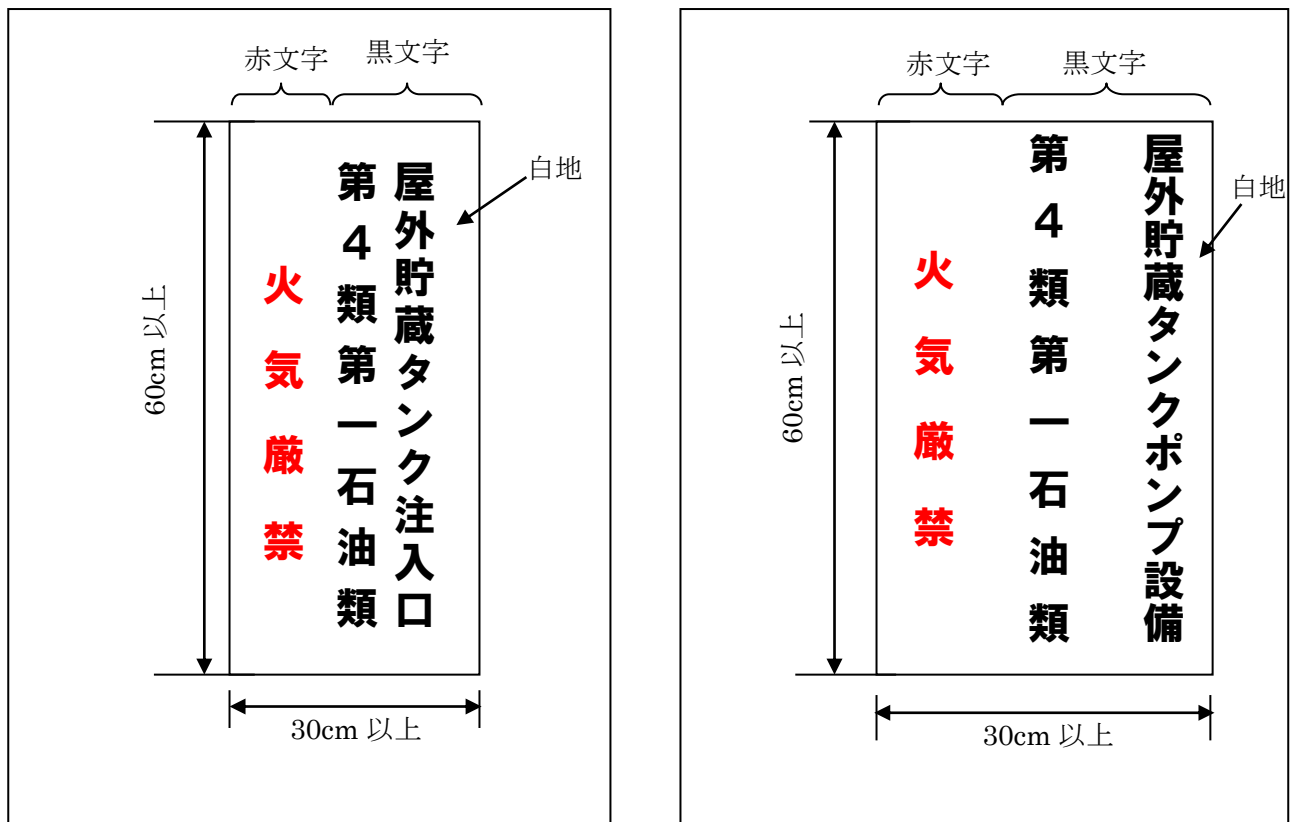 赤文字
黒文字
屋外貯蔵タンク注入口
第４類第一石油類
火気厳禁
白地
60cm 以上
30cm 以上
赤文字
黒文字
屋外貯蔵タンクポンプ設備
第４類第一石油類
火気厳禁
白地
60cm 以上
30cm 以上